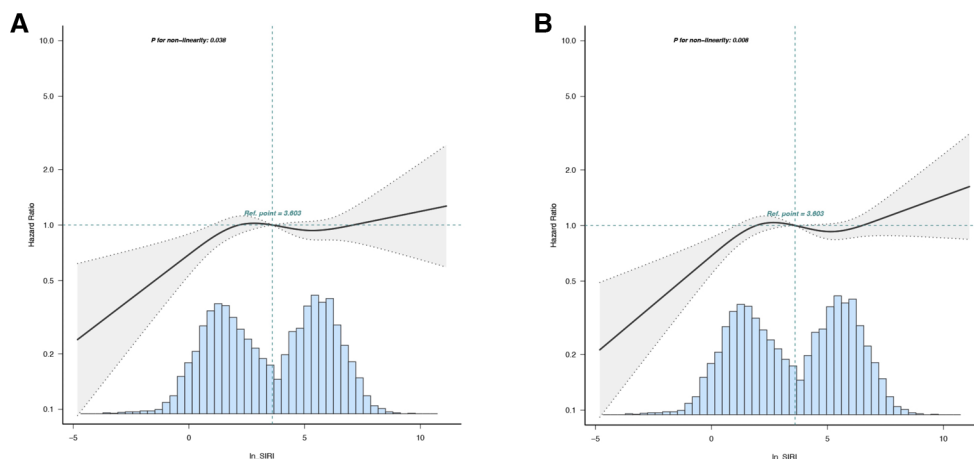 A
P for non-linearity: 0.038
10.0
5.0
2.0
1.0
0.5
0.2
0.1
Hazard Ratio
Ref. point = 3.603
-5
0
5
10
ln_SIRI
B
P for non-linearity: 0.008
10.0
5.0
2.0
1.0
0.5
0.2
0.1
Hazard Ratio
Ref. point = 3.603
-5
0
5
10
ln_SIRI